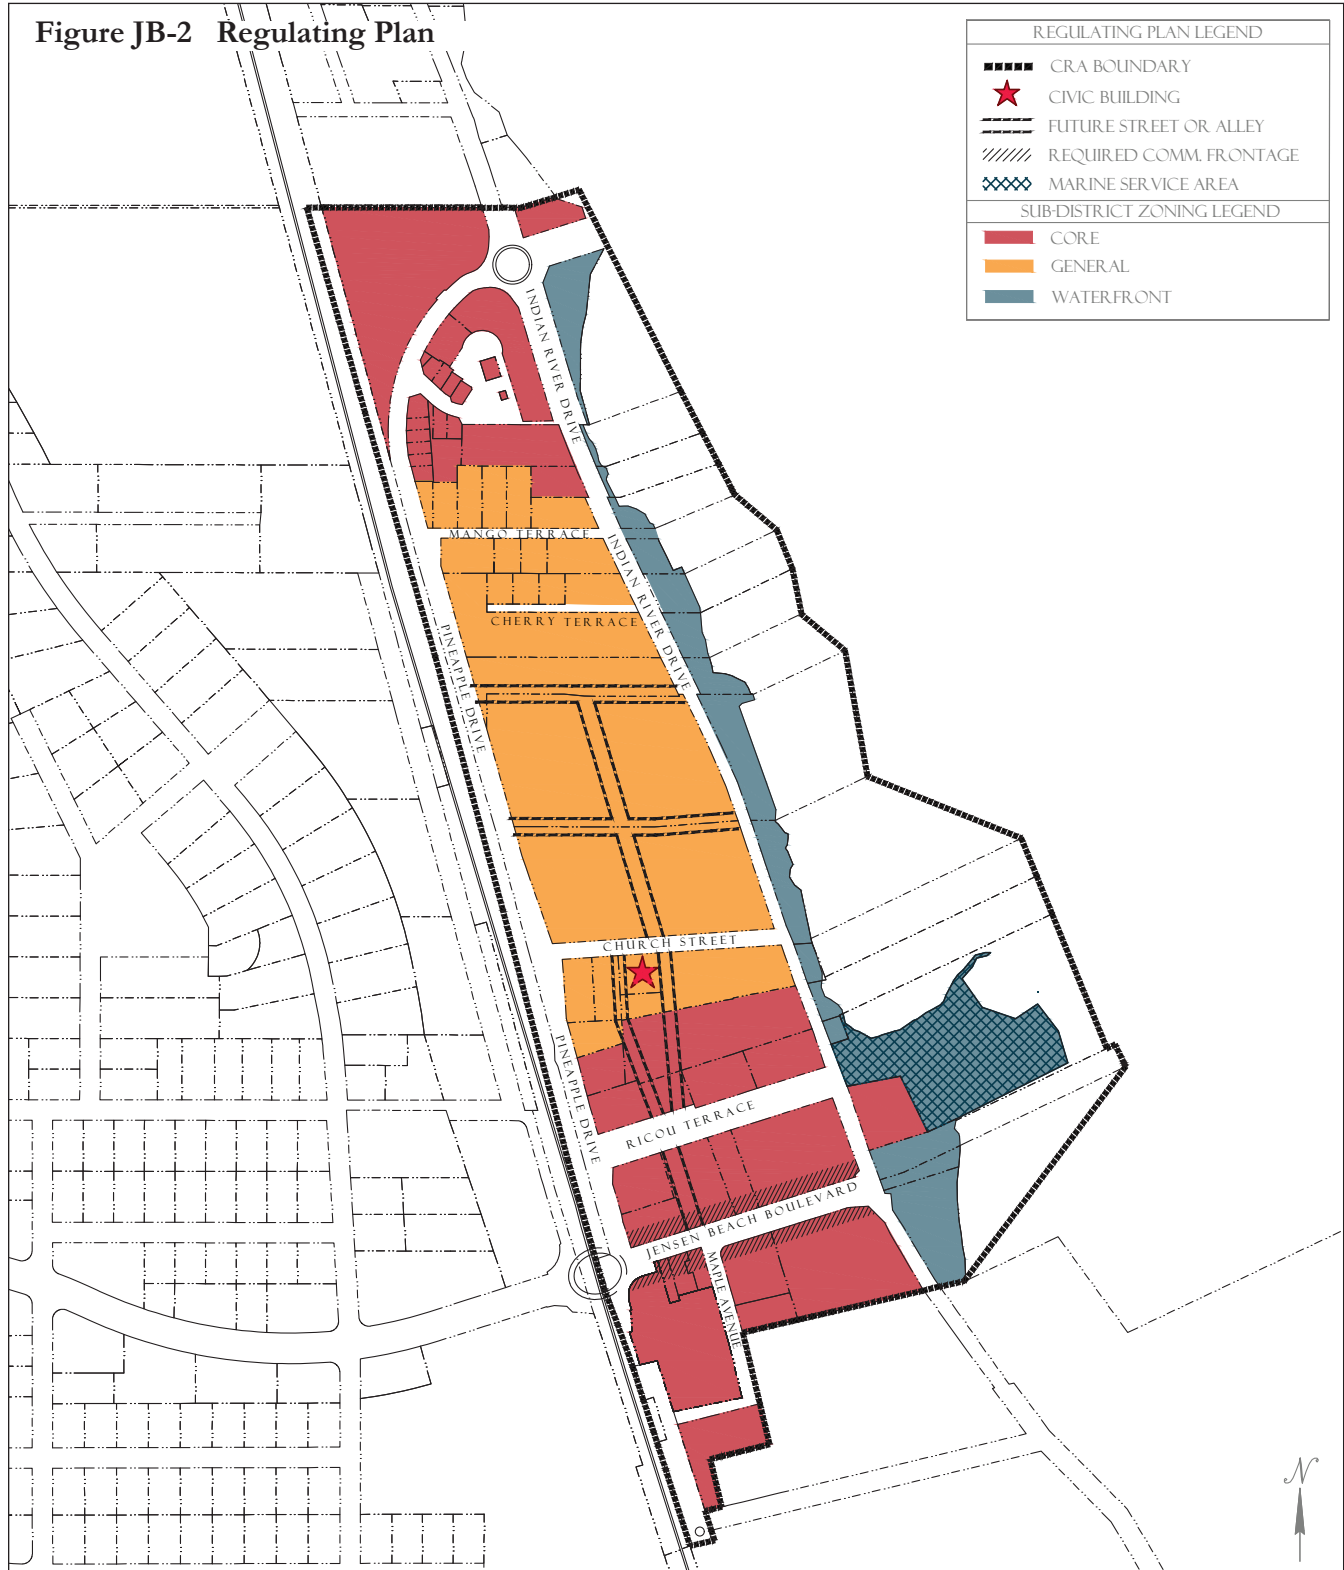 Figure JB-2 Regulating Plan
REGULATING PLAN LEGEND
CRA BOUNDARY
CIVIC BUILDING
FUTURE STREET OR ALLEY
REQUIRED COMM. FRONTAGE
MARINE SERVICE AREA
SUB-DISTRICT ZONING LEGEND
CORE
GENERAL
WATERFRONT
INDIAN RIVER DRIVE
MANGO TERRACE
INDIAN RIVER DRIVE
CHERRY TERRACE
PINEAPPLE DRIVE
CHURCH STREET
PINEAPPLE DRIVE
RICOU TERRACE
JENSEN BEACH BOULEVARD
MAPLE AVENUE
N